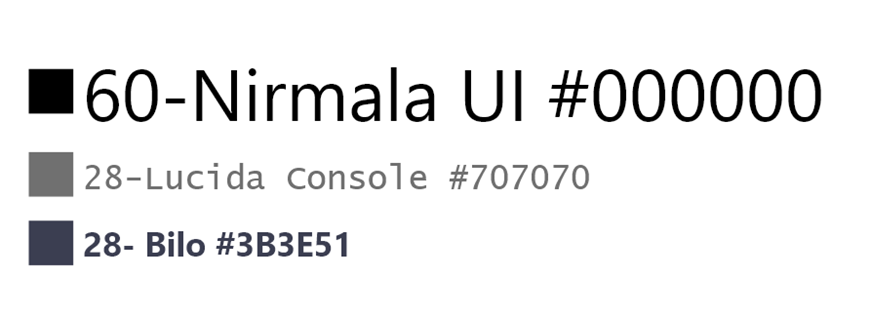 60-Nirmala UI #000000
28-Lucida Console #707070
28- Bilo #3B3E51